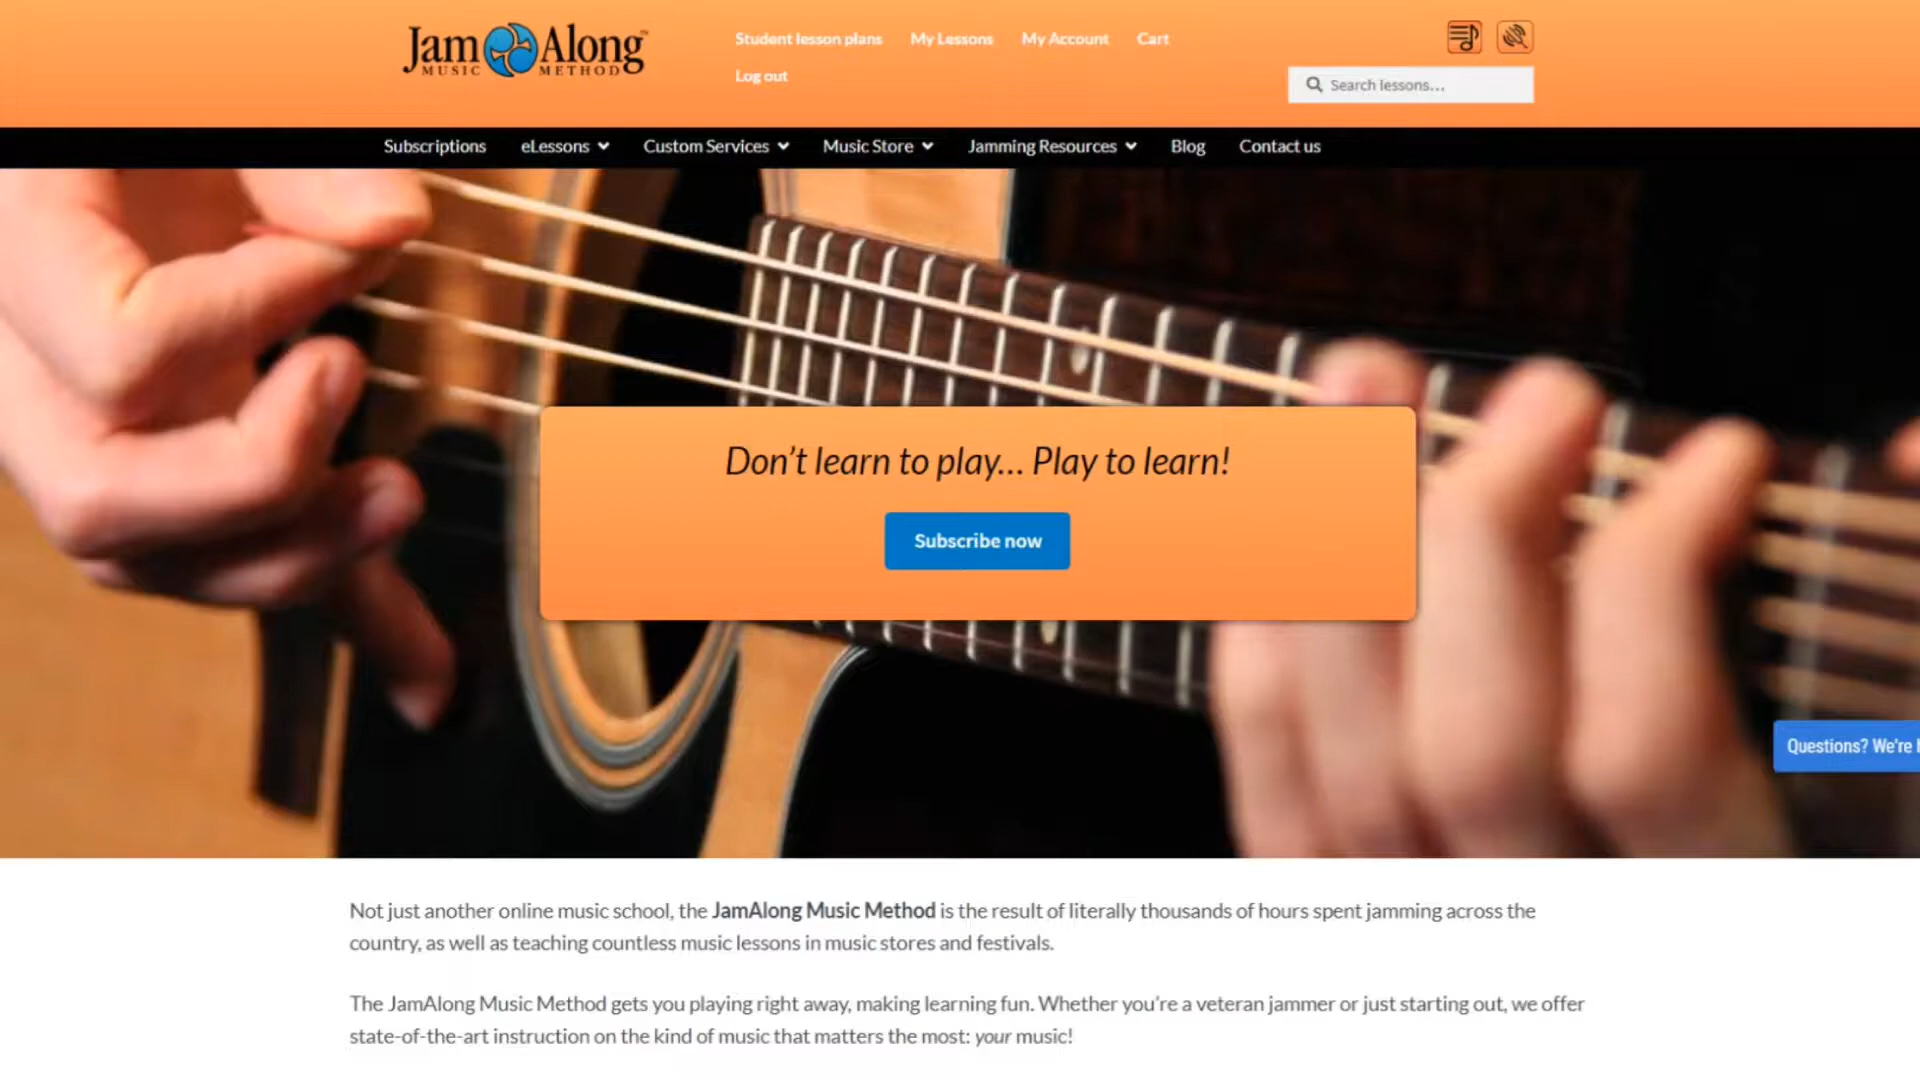 Jam Along™
MUSIC METHOD
Student lesson plans My Lessons My Account Cart
Log out
Search lessons...
Subscriptions eLessons Custom Services Music Store Jamming Resources Blog Contact us
Don't learn to play... Play to learn!
Subscribe now
Questions? We're
Not just another online music school, the JamAlong Music Method is the result of literally thousands of hours spent jamming across the
country, as well as teaching countless music lessons in music stores and festivals.
The JamAlong Music Method gets you playing right away, making learning fun. Whether you're a veteran jammer or just starting out, we offer
state-of-the-art instruction on the kind of music that matters the most: your music!